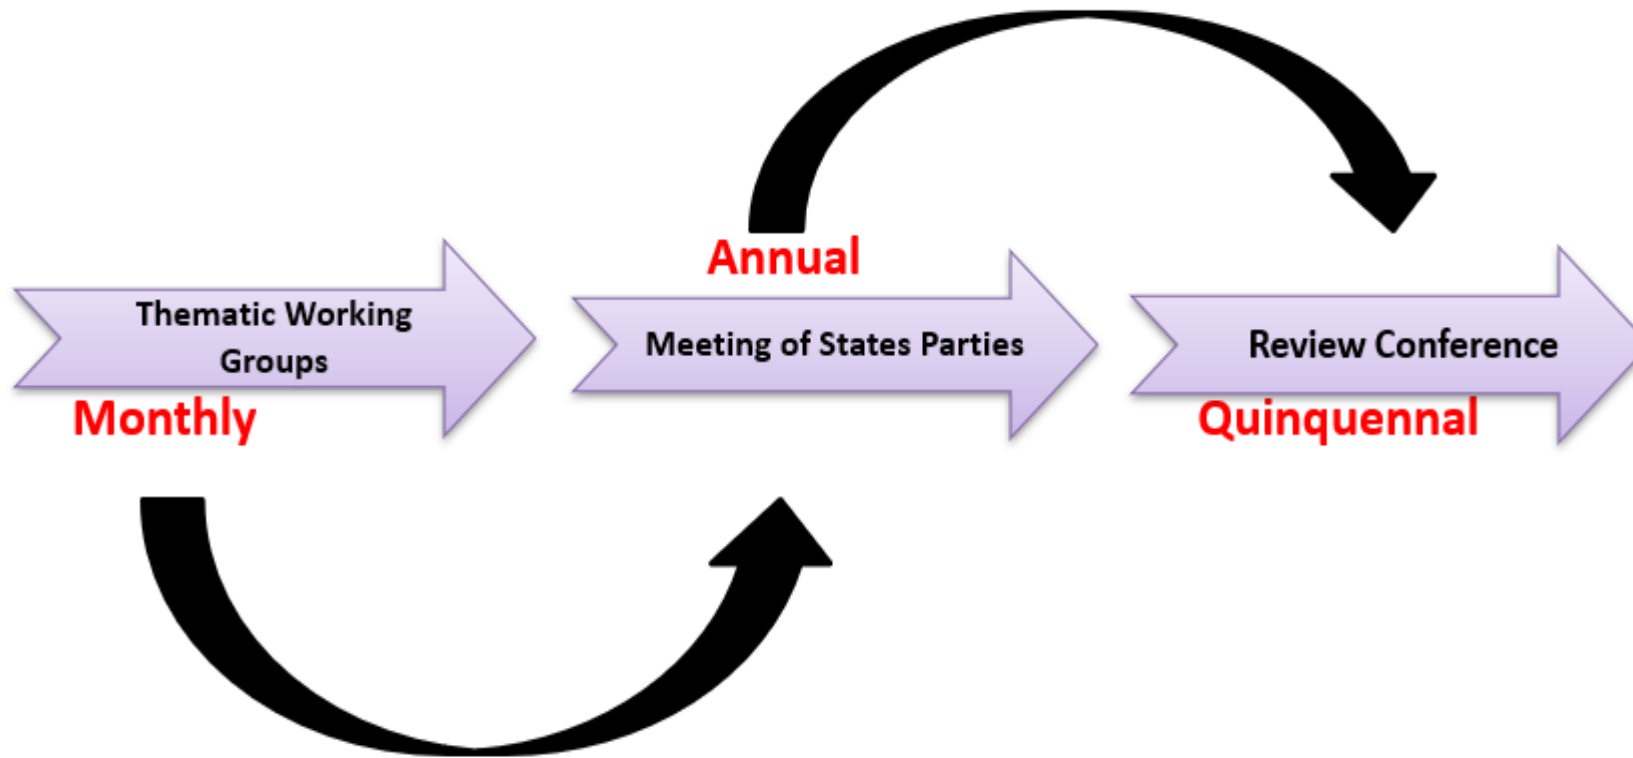 Thematic Working
Groups
Monthly
Annual
Meeting of States Parties
Review Conference
Quinquennal